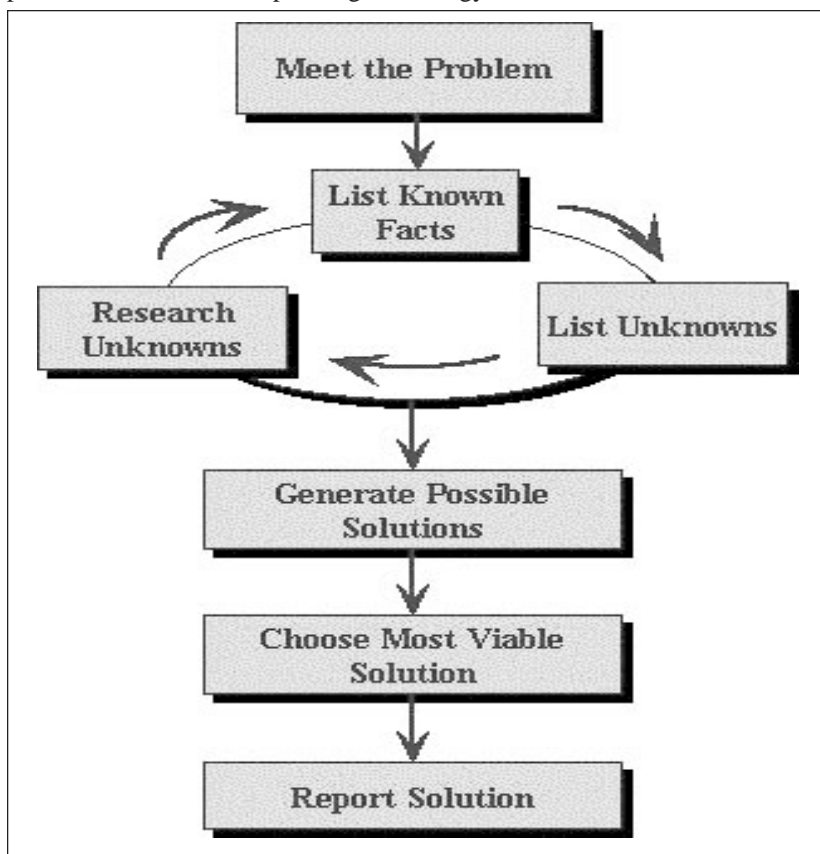 Meet the Problem
List Known
Facts
Research
Unknowns
List Unknowns
Generate Possible
Solutions
Choose Most Viable
Solution
Report Solution